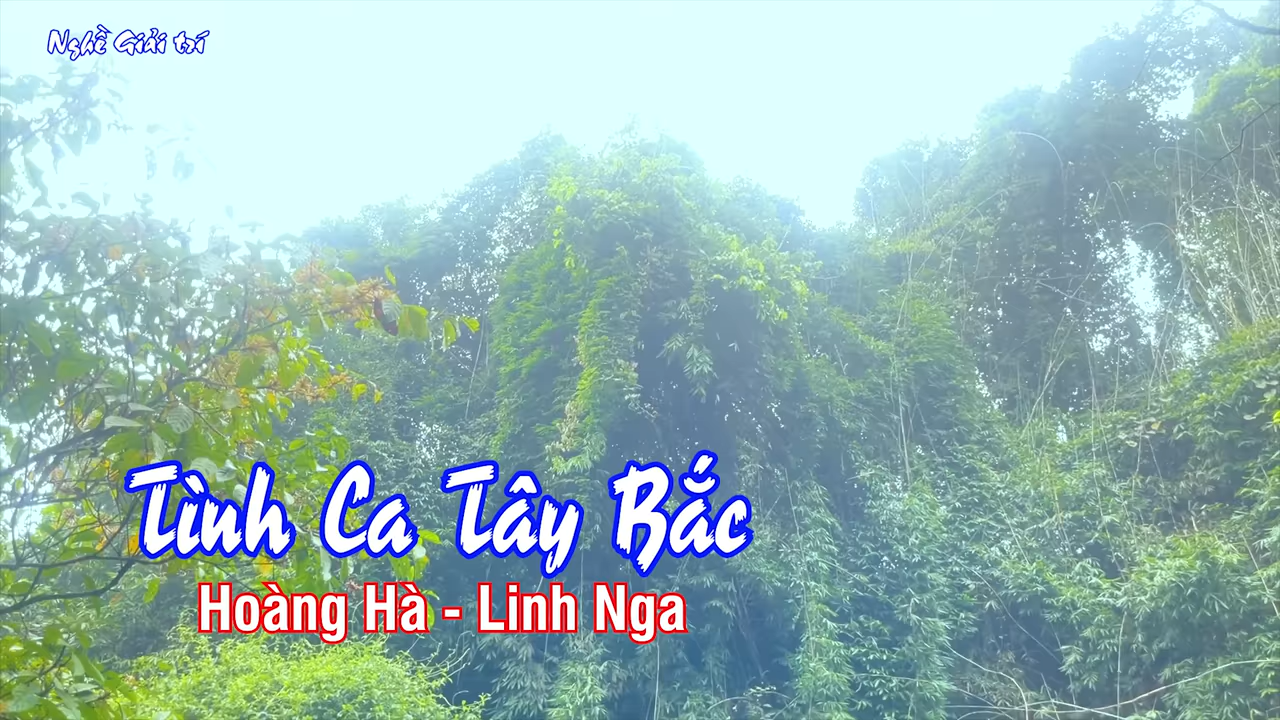 Nghề Giải trí
Tình Ca Tây Bắc
Hoàng Hà - Linh Nga